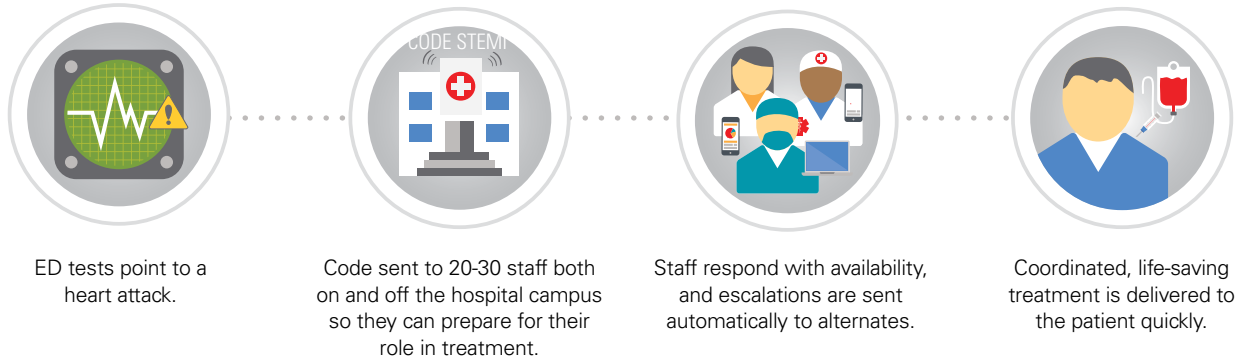 CODE STEMI
ED tests point to a
heart attack.
Code sent to 20-30 staff both
on and off the hospital campus
so they can prepare for their
role in treatment.
Staff respond with availability,
and escalations are sent
automatically to alternates.
Coordinated, life-saving
treatment is delivered to
the patient quickly.